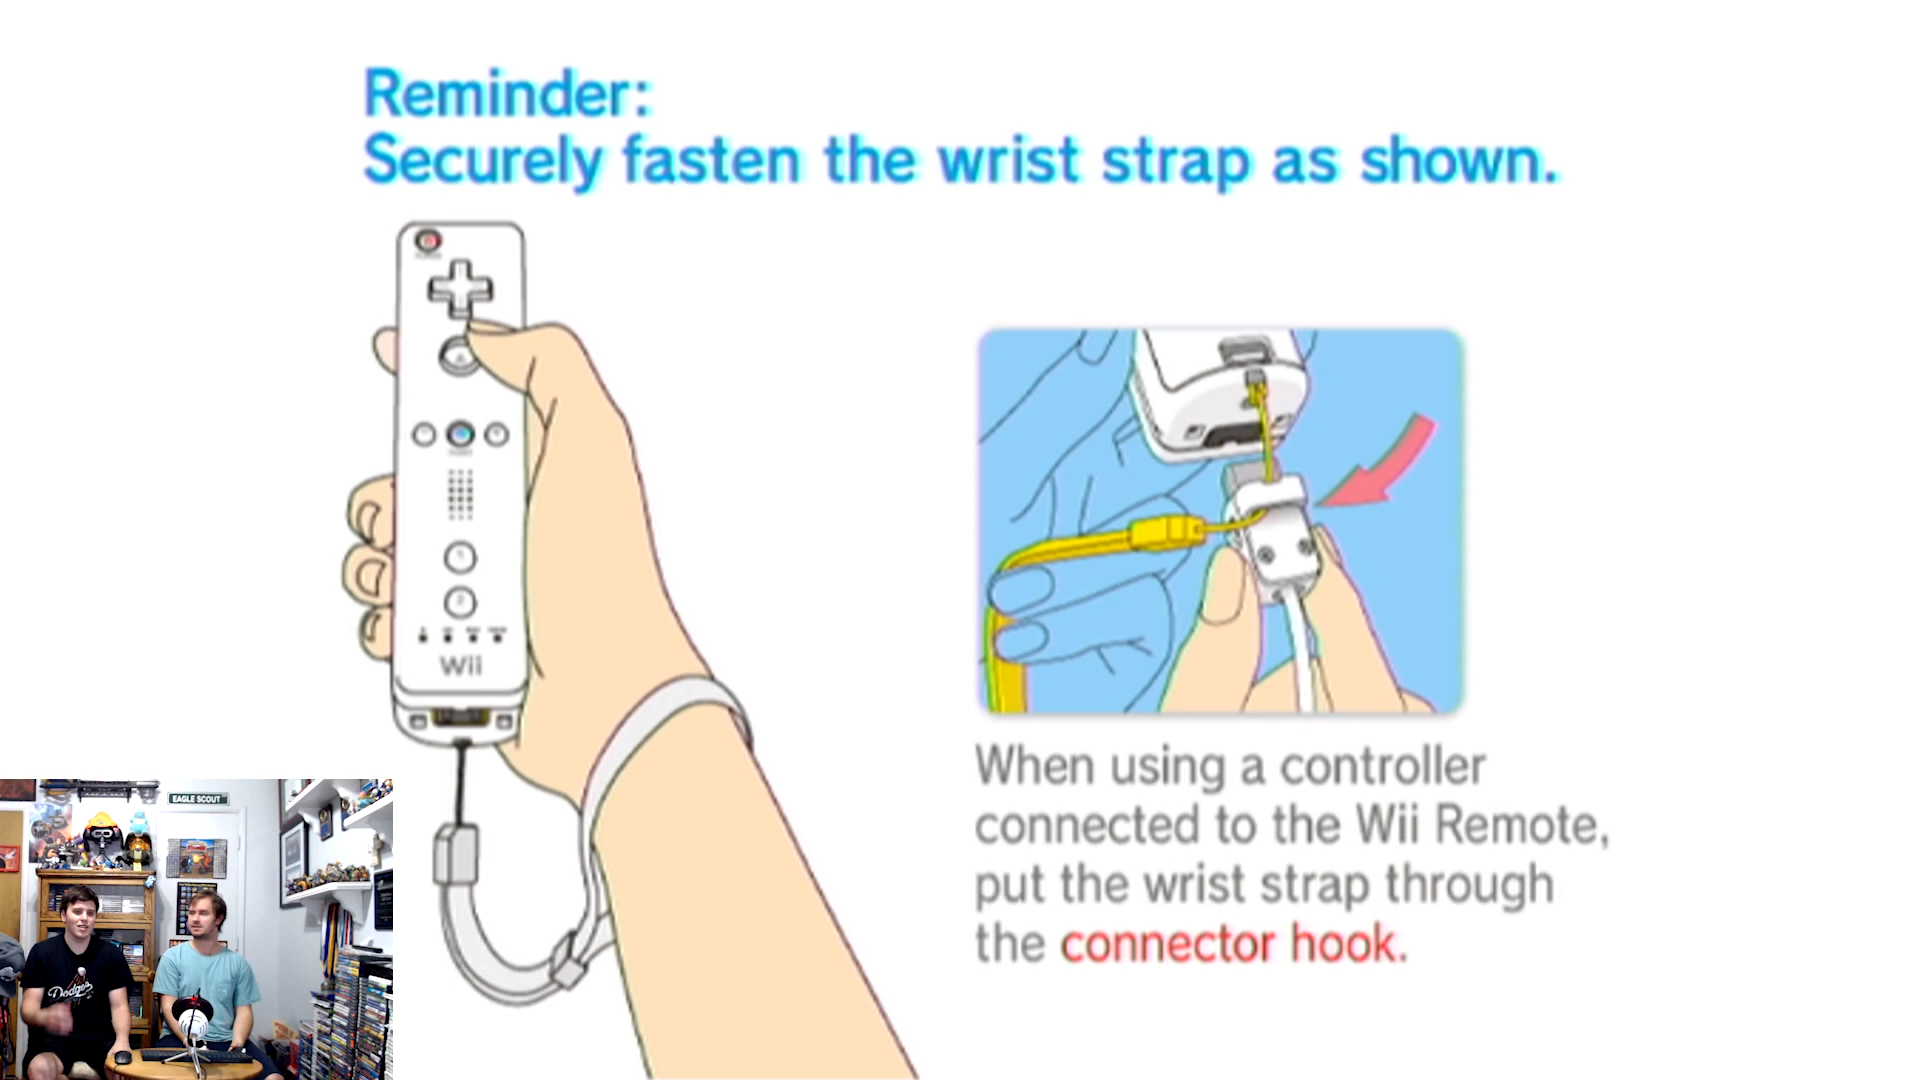 Reminder:
Securely fasten the wrist strap as shown.
Wii
When using a controller
connected to the Wii Remote,
put the wrist strap through
the connector hook.
EAGLE SCOUT
Dodgers